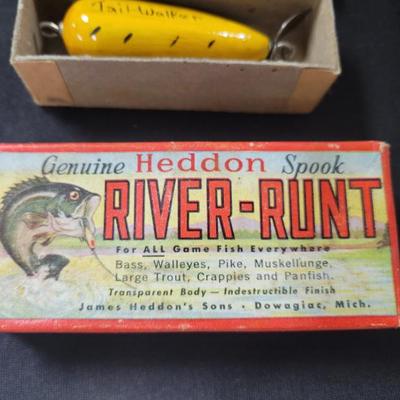 Tail-Walker
Genuine Heddon Spook
RIVER-RUNT
For ALL Game Fish Everywhere
Bass, Walleyes, Pike, Muskellunge,
Large Trout, Crappies and Panfish.
Transparent Body - Indestructible Finish
James Heddon's Sons • Dowagiac, Mich.